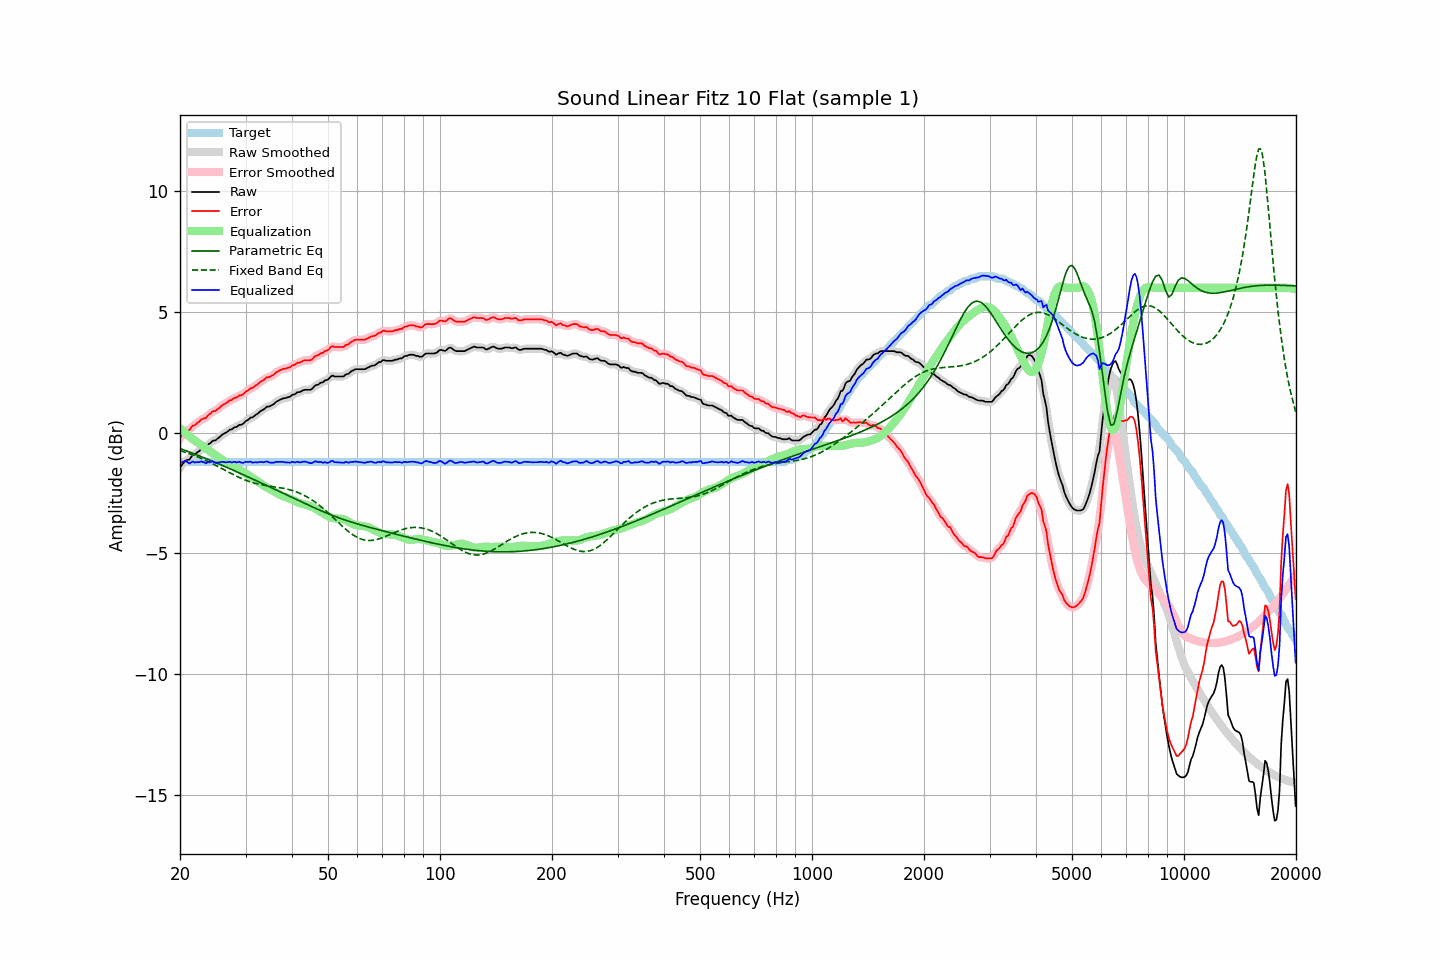 Sound Linear Fitz 10 Flat (sample 1)
Target
Raw Smoothed
Error Smoothed
Raw
Error
Equalization
Parametric Eq
Fixed Band Eq
Equalized
Amplitude (dBr)
10
5
0
−5
−10
−15
20
50
100
200
500
1000
2000
5000
10000
20000
Frequency (Hz)